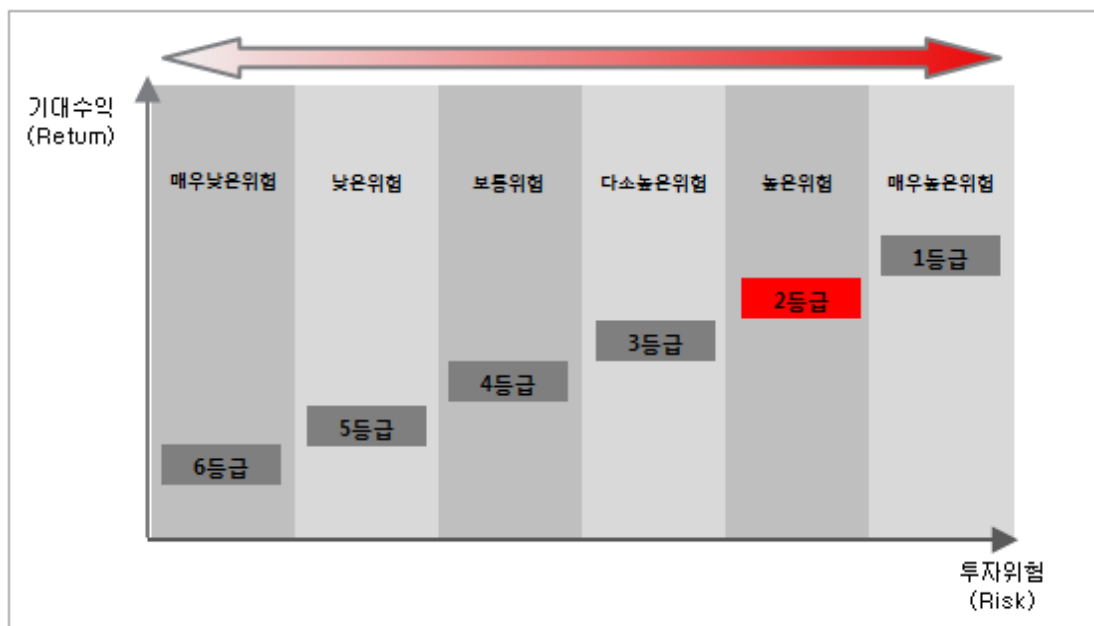 기대수익
(Retum)
매우낮은위험 낮은위험 보통위험 다소높은위험 높은위험 매우높은위험
1등급
2등급
3등급
4등급
5등급
6등급
투자위험
(Risk)